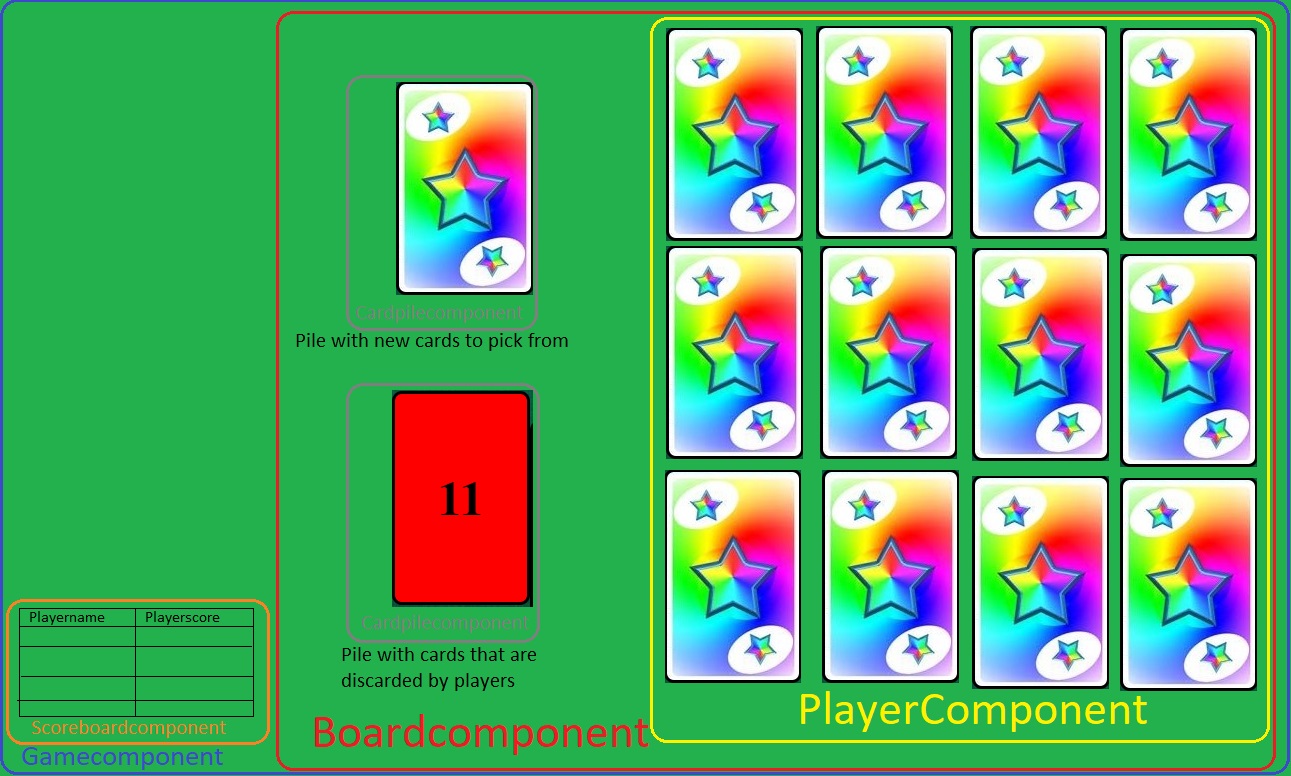 Cardpilecomponent
Pile with new cards to pick from
11
Cardpilecomponent
Pile with cards that are
discarded by players
Playername Playerscore
Scoreboardcomponent
Gamecomponent
Boardcomponent
PlayerComponent